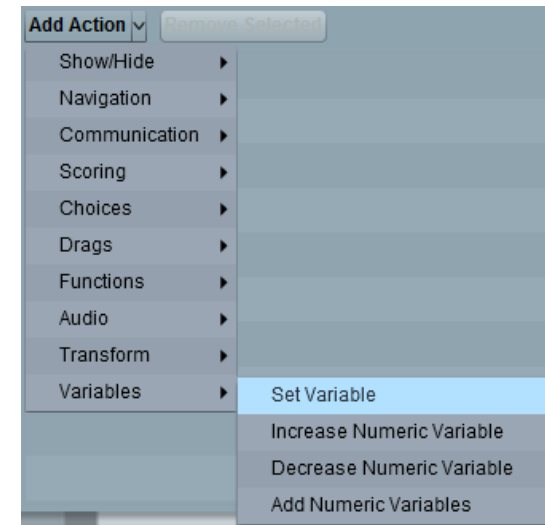 Add Action Remove Selected
Show/Hide
Navigation
Communication
Scoring
Choices
Drags
Functions
Audio
Transform
Variables
Set Variable
Increase Numeric Variable
Decrease Numeric Variable
Add Numeric Variables